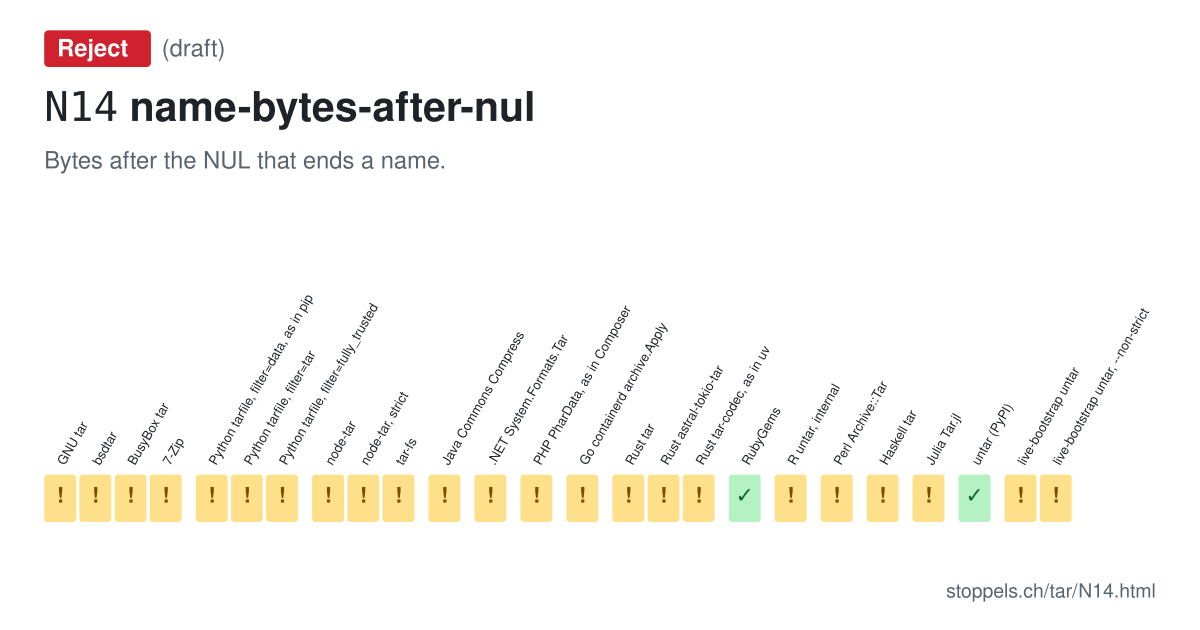 Reject (draft)
N14 name-bytes-after-nul
Bytes after the NUL that ends a name.
GNU tar
bsdtar
BusyBox tar
7-Zip
Python tarfile, filter=data, as in pip
Python tarfile, filter=tar
Python tarfile, filter=fully_trusted
node-tar
node-tar, strict
tar-fs
Java Commons Compress
.NET System.Formats.Tar
PHP PharData, as in Composer
Go containerd archive.Apply
Rust tar
Rust astral-tokio-tar
Rust tar-codec, as in uv
RubyGems
R untar, internal
Perl Archive::Tar
Haskell tar
Julia Tar.jl
untar (PyPI)
live-bootstrap untar
live-bootstrap untar, --non-strict
! ! ! ! ! ! ! ! ! ! ! ! ! ! ! ! ! ✓ ! ! ! ! ✓ ! !
stoppels.ch/tar/N14.html